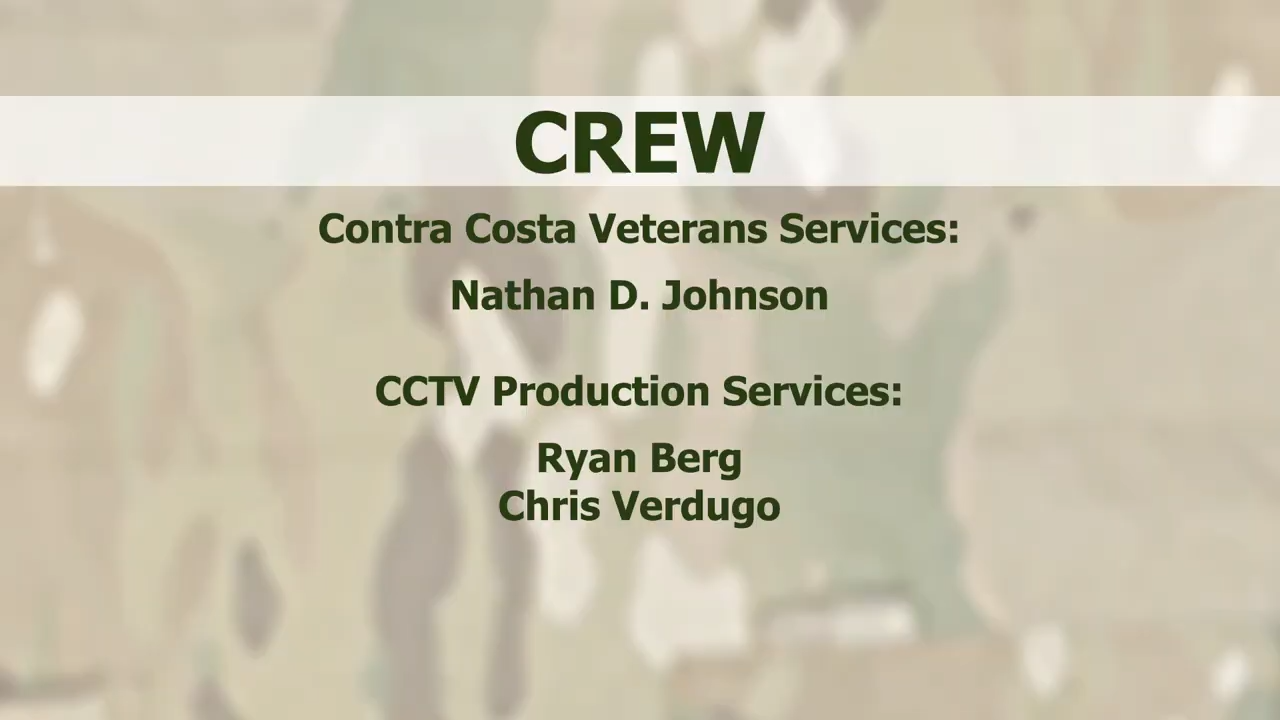 CREW
Contra Costa Veterans Services:
Nathan D. Johnson
CCTV Production Services:
Ryan Berg
Chris Verdugo